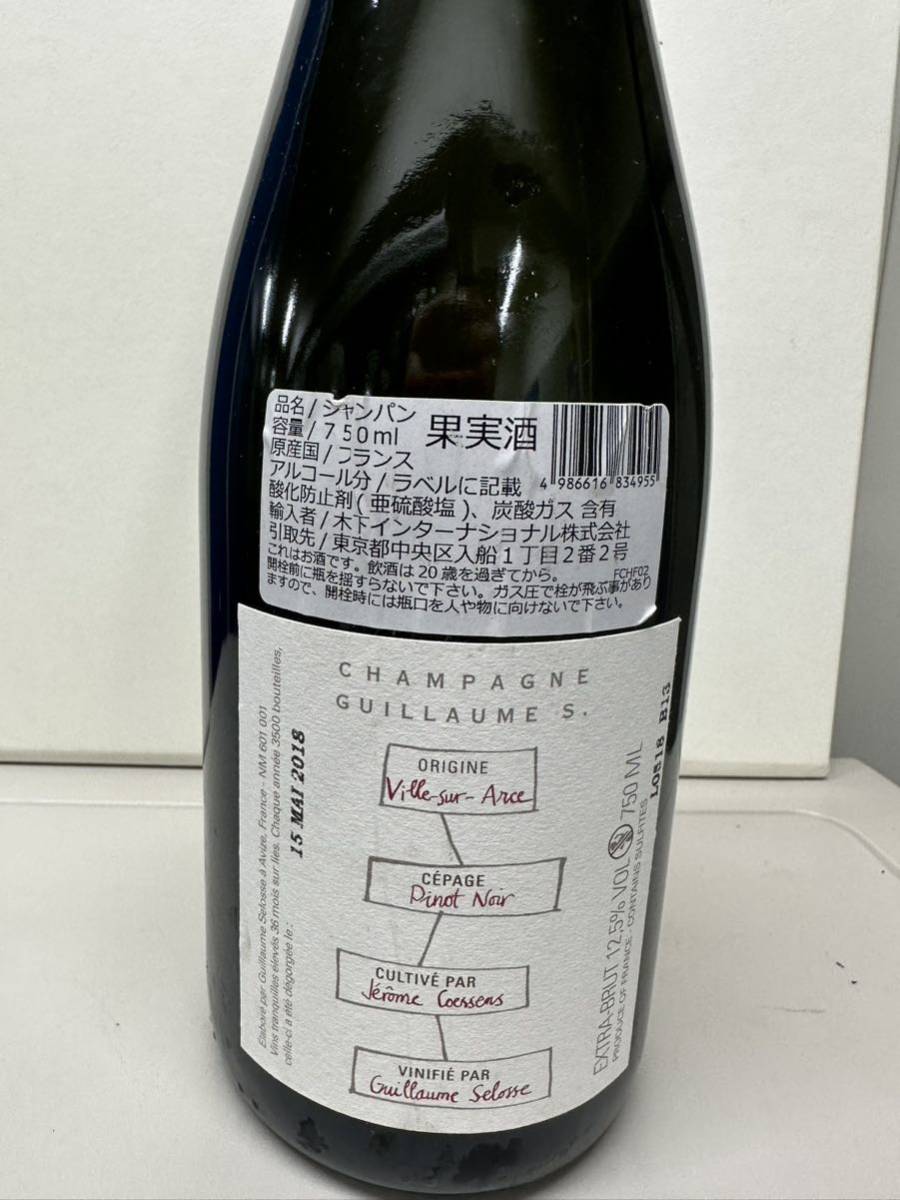 品名/シャンパン
容量/750ml
果実酒
原産国/フランス
アルコール分/ラベルに記載
4 986616 834955
酸化防止剤(亜硫酸塩)、炭酸ガス含有
輸入者/木下インターナショナル株式会社
引取先/東京都中央区入船1丁目2番2号
これはお酒です。飲酒は20歳を過ぎてから。
FCHF02
開栓前に瓶を揺すらないで下さい。ガス圧で栓が飛ぶ事があり
ますので、開栓時には瓶口を人や物に向けないで下さい。
CHAMPAGNE
GUILLAUME S.
ORIGINE
Ville-sur-Arce
CÉPAGE
Pinot Noir
CULTIVÉ PAR
Jérôme Coessens
VINIFIÉ PAR
Guillaume Selosse
Elaboré par Guillaume Selosse à Avize, France - NM 601 001
Vins tranquilles élevés 36 mois sur lies. Chaque année 3500 bouteilles,
celle-ci a été dégorgée le :
15 MAI 2018
EXTRA-BRUT 12,5% VOL 750 ML
PRODUCE OF FRANCE - CONTAINS SULFITES
L0518 B13